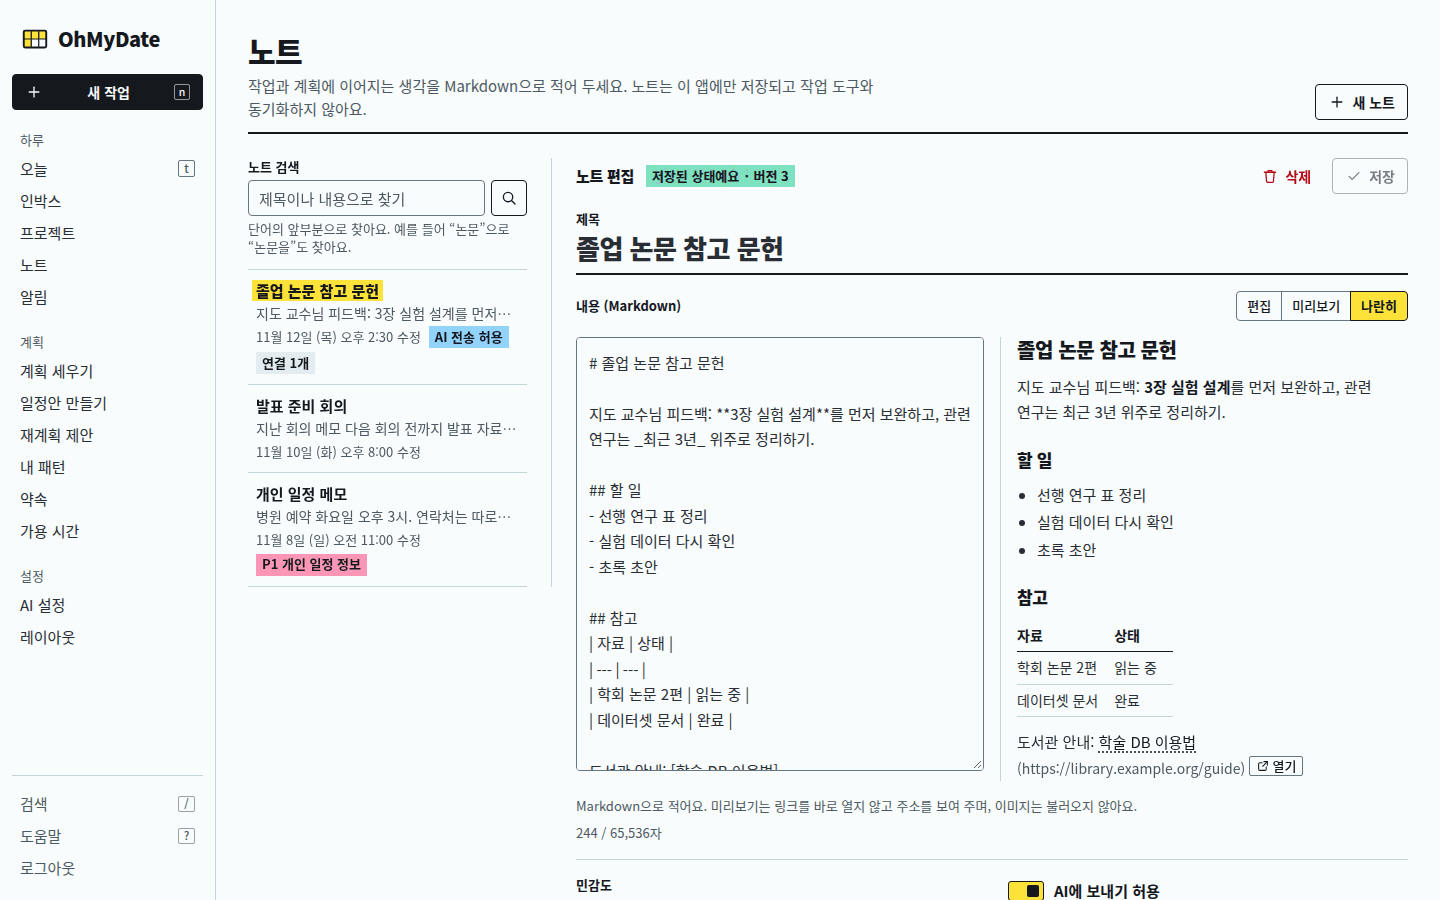 OhMyDate
새 작업 n
하루
오늘 t
인박스
프로젝트
노트
알림
계획
계획 세우기
일정안 만들기
재계획 제안
내 패턴
약속
가용 시간
설정
AI 설정
레이아웃
검색 /
도움말 ?
로그아웃
노트
작업과 계획에 이어지는 생각을 Markdown으로 적어 두세요. 노트는 이 앱에만 저장되고 작업 도구와
동기화하지 않아요.
새 노트
노트 검색
제목이나 내용으로 찾기
단어의 앞부분으로 찾아요. 예를 들어 “논문”으로
“논문을”도 찾아요.
졸업 논문 참고 문헌
지도 교수님 피드백: 3장 실험 설계를 먼저…
11월 12일 (목) 오후 2:30 수정 AI 전송 허용
연결 1개
발표 준비 회의
지난 회의 메모 다음 회의 전까지 발표 자료…
11월 10일 (화) 오후 8:00 수정
개인 일정 메모
병원 예약 화요일 오후 3시. 연락처는 따로…
11월 8일 (일) 오전 11:00 수정
P1 개인 일정 정보
노트 편집 저장된 상태예요 · 버전 3
삭제 저장
제목
졸업 논문 참고 문헌
내용 (Markdown)
편집 미리보기 나란히
# 졸업 논문 참고 문헌
지도 교수님 피드백: **3장 실험 설계**를 먼저 보완하고, 관련
연구는 _최근 3년_ 위주로 정리하기.
## 할 일
- 선행 연구 표 정리
- 실험 데이터 다시 확인
- 초록 초안
## 참고
| 자료 | 상태 |
| --- | --- |
| 학회 논문 2편 | 읽는 중 |
| 데이터셋 문서 | 완료 |
도서관 안내: [학술 DB 이용법]
졸업 논문 참고 문헌
지도 교수님 피드백: 3장 실험 설계를 먼저 보완하고, 관련
연구는 최근 3년 위주로 정리하기.
할 일
선행 연구 표 정리
실험 데이터 다시 확인
초록 초안
참고
자료 상태
학회 논문 2편 읽는 중
데이터셋 문서 완료
도서관 안내: 학술 DB 이용법
(https://library.example.org/guide) 열기
Markdown으로 적어요. 미리보기는 링크를 바로 열지 않고 주소를 보여 주며, 이미지는 불러오지 않아요.
244 / 65,536자
민감도
AI에 보내기 허용